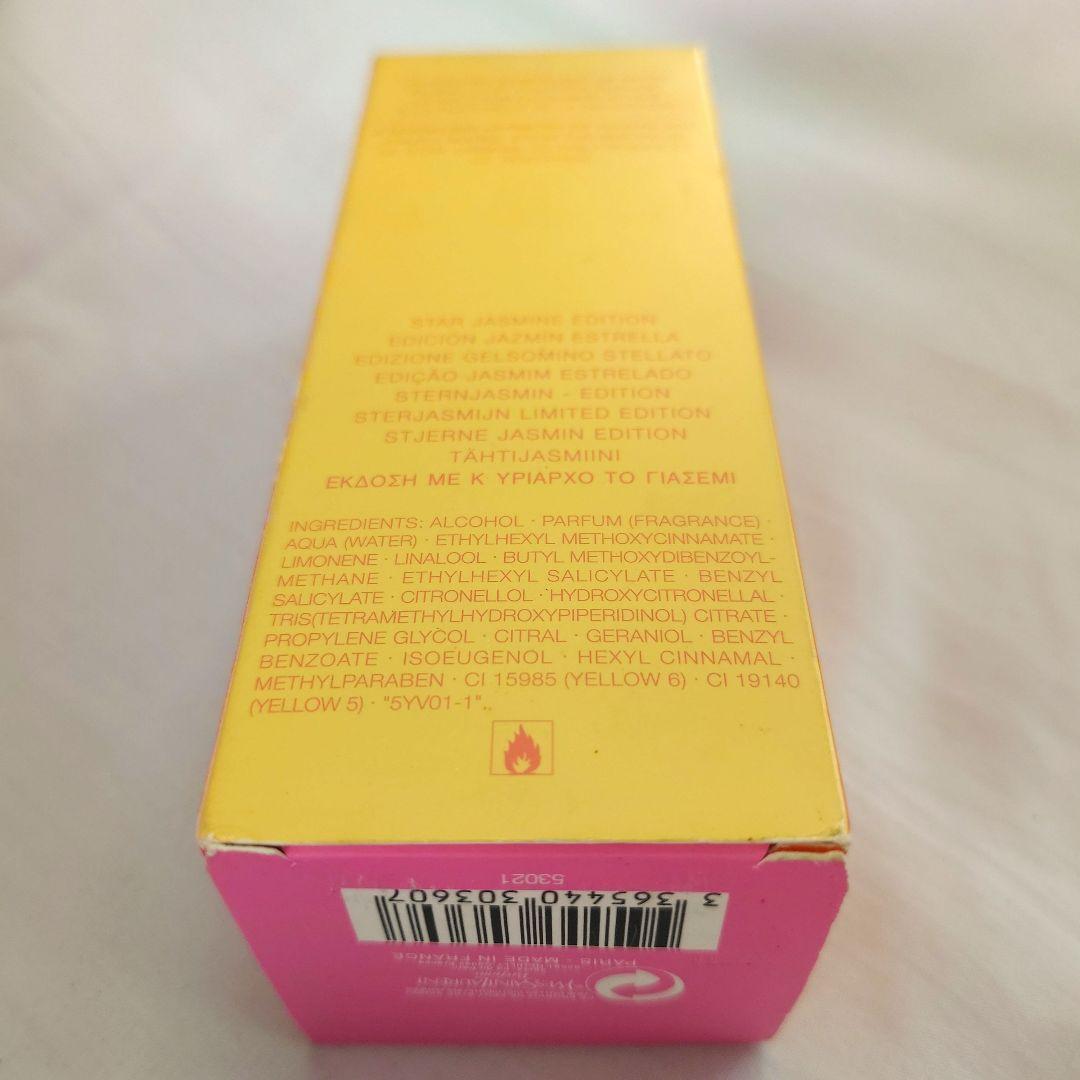 STAR JASMINE EDITION
EDICIÓN JAZMÍN ESTRELLA
EDIZIONE GELSOMINO STELLATO
EDIÇÃO JASMIM ESTRELADO
STERNJASMIN - EDITION
STERJASMIJN LIMITED EDITION
STJERNE JASMIN EDITION
TÄHTIJASMIINI
ΕΚΔΟΣΗ ΜΕ Κ ΥΡΙΑΡΧΟ ΤΟ ΓΙΑΣΕΜΙ
INGREDIENTS: ALCOHOL · PARFUM (FRAGRANCE) ·
AQUA (WATER) · ETHYLHEXYL METHOXYCINNAMATE ·
LIMONENE · LINALOOL · BUTYL METHOXYDIBENZOYL-
METHANE · ETHYLHEXYL SALICYLATE · BENZYL
SALICYLATE · CITRONELLOL · HYDROXYCITRONELLAL ·
TRIS(TETRAMETHYLHYDROXYPIPERIDINOL) CITRATE ·
PROPYLENE GLYCOL · CITRAL · GERANIOL · BENZYL
BENZOATE · ISOEUGENOL · HEXYL CINNAMAL ·
METHYLPARABEN · CI 15985 (YELLOW 6) · CI 19140
(YELLOW 5) · "5YV01-1".
53021
3 365440 303607
PARIS - MADE IN FRANCE
YVESSAINTLAURENT